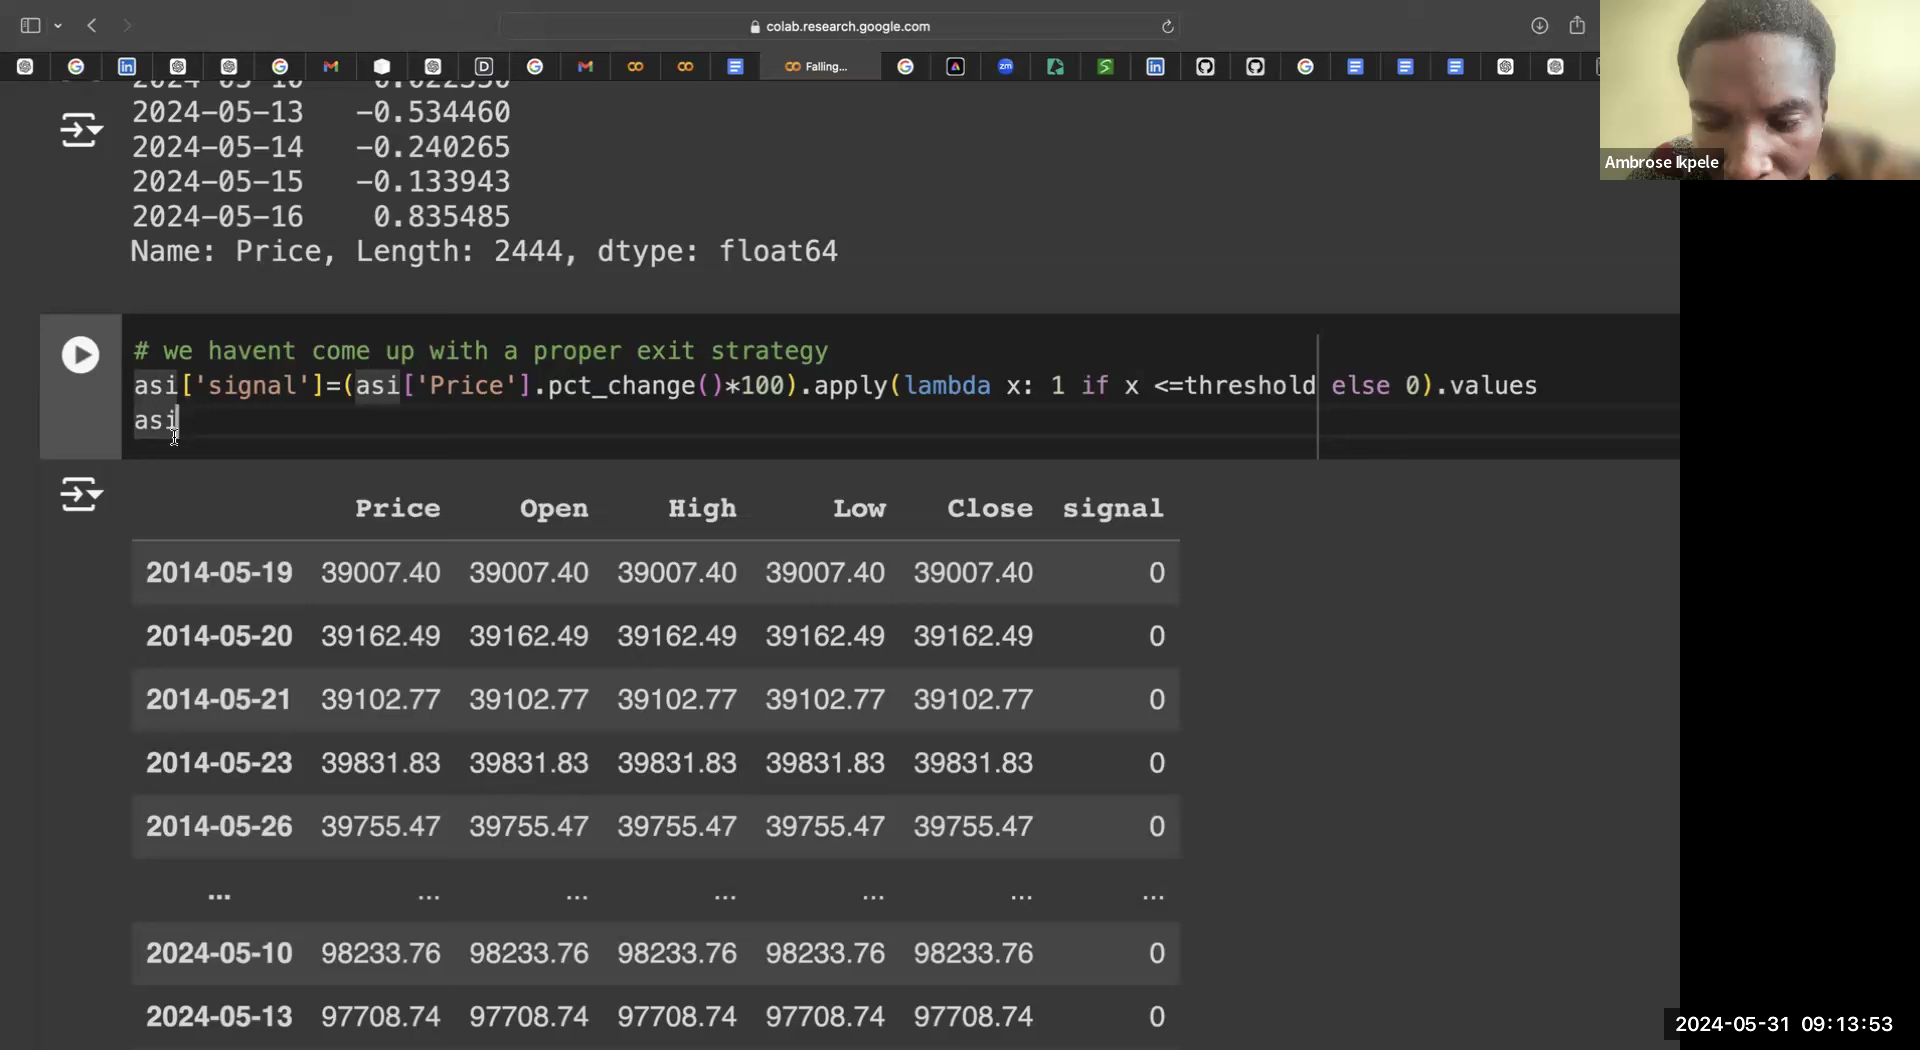 colab.research.google.com
Falling...
2024-05-13 -0.534460
2024-05-14 -0.240265
2024-05-15 -0.133943
2024-05-16 0.835485
Name: Price, Length: 2444, dtype: float64
# we havent come up with a proper exit strategy
asi['signal']=(asi['Price'].pct_change()*100).apply(lambda x: 1 if x <=threshold else 0).values
asi
Price Open High Low Close signal
2014-05-19 39007.40 39007.40 39007.40 39007.40 39007.40 0
2014-05-20 39162.49 39162.49 39162.49 39162.49 39162.49 0
2014-05-21 39102.77 39102.77 39102.77 39102.77 39102.77 0
2014-05-23 39831.83 39831.83 39831.83 39831.83 39831.83 0
2014-05-26 39755.47 39755.47 39755.47 39755.47 39755.47 0
... ... ... ... ... ... ...
2024-05-10 98233.76 98233.76 98233.76 98233.76 98233.76 0
2024-05-13 97708.74 97708.74 97708.74 97708.74 97708.74 0
Ambrose Ikpele
2024-05-31 09:13:53